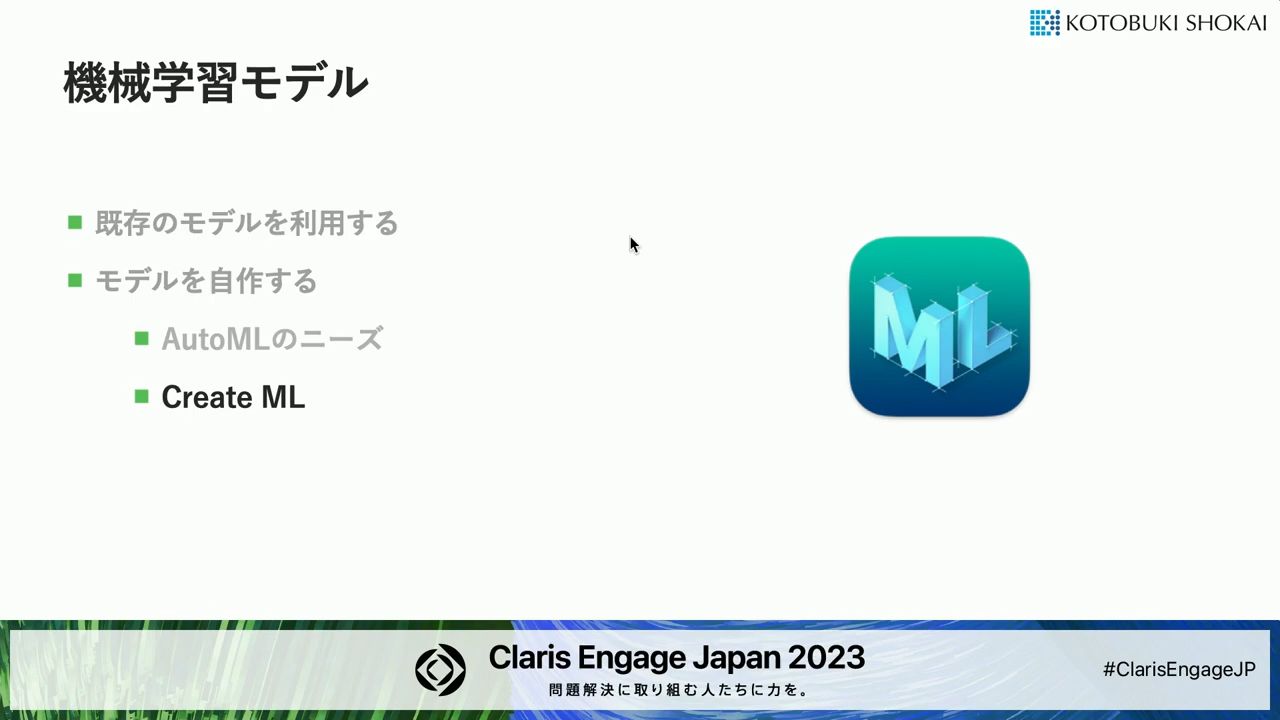 KOTOBUKI SHOKAI
機械学習モデル
既存のモデルを利用する
モデルを自作する
AutoMLのニーズ
Create ML
ML
Claris Engage Japan 2023
問題解決に取り組む人たちに力を。
#ClarisEngageJP